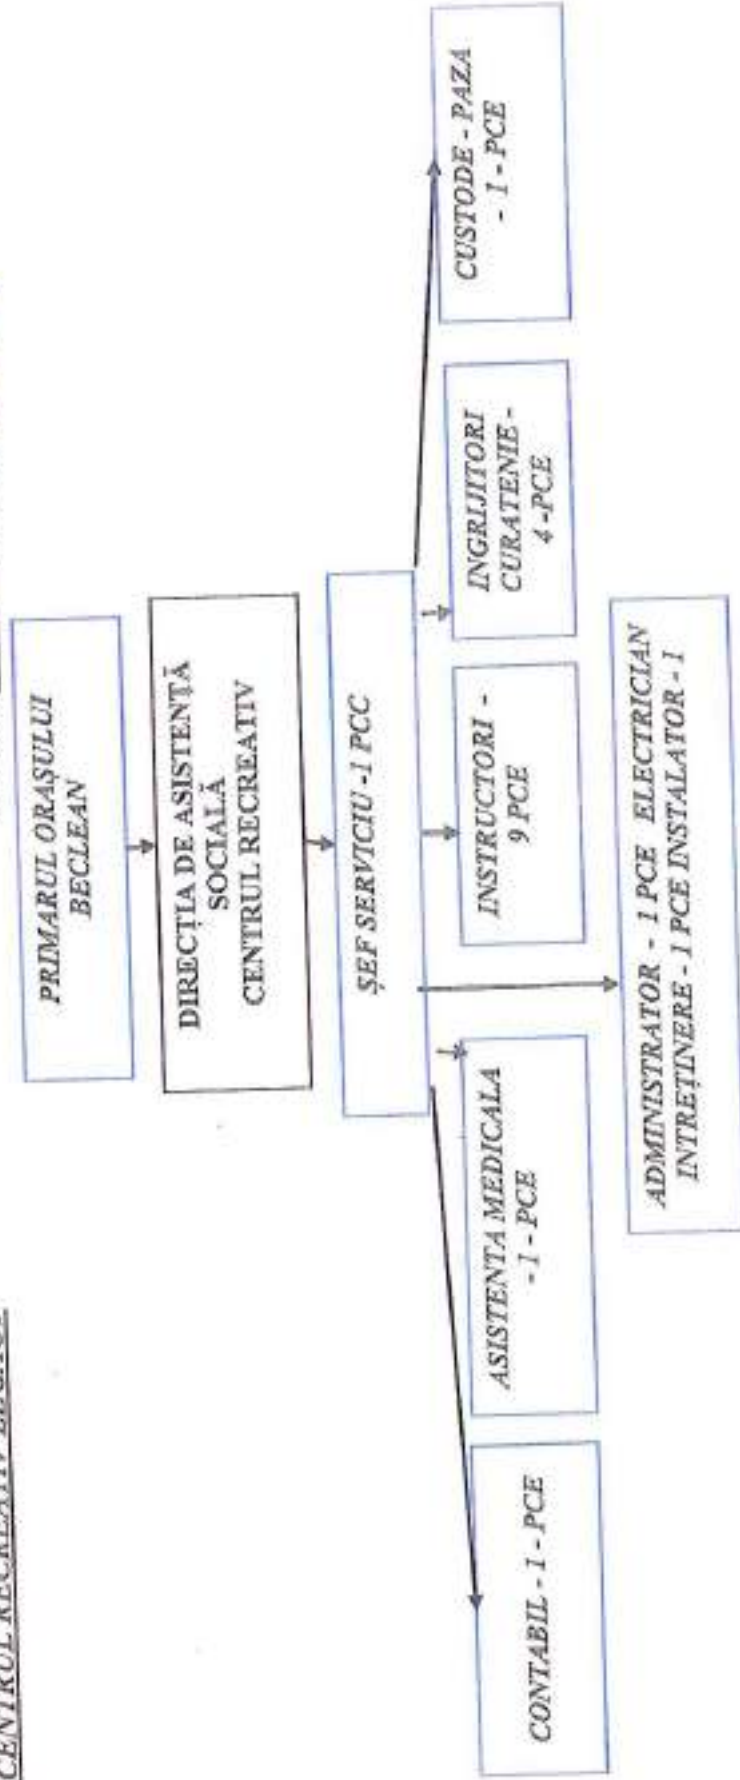 CENTRUL RECREATIV
PRIMARUL ORAȘULUI
BECLEAN
DIRECȚIA DE ASISTENȚĂ
SOCIALĂ
CENTRUL RECREATIV
ȘEF SERVICIU -1 PCC
CONTABIL - 1 - PCE
ASISTENTA MEDICALA
- 1 - PCE
INSTRUCTORI -
9 PCE
INGRIJITORI
CURATENIE -
4 -PCE
CUSTODE - PAZA
- 1 - PCE
ADMINISTRATOR - 1 PCE ELECTRICIAN
INTREȚINERE - 1 PCE INSTALATOR - 1